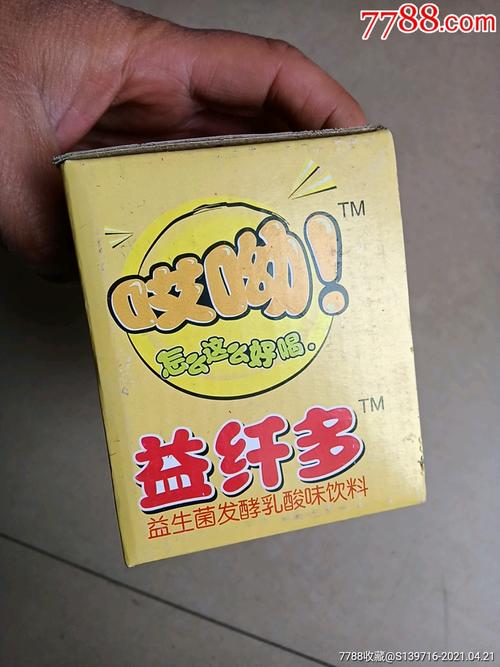 7788.com
哎呦! TM
怎么这么好喝.
益纤多 TM
益生菌发酵乳酸味饮料
7788收藏@S139716-2021.04.21